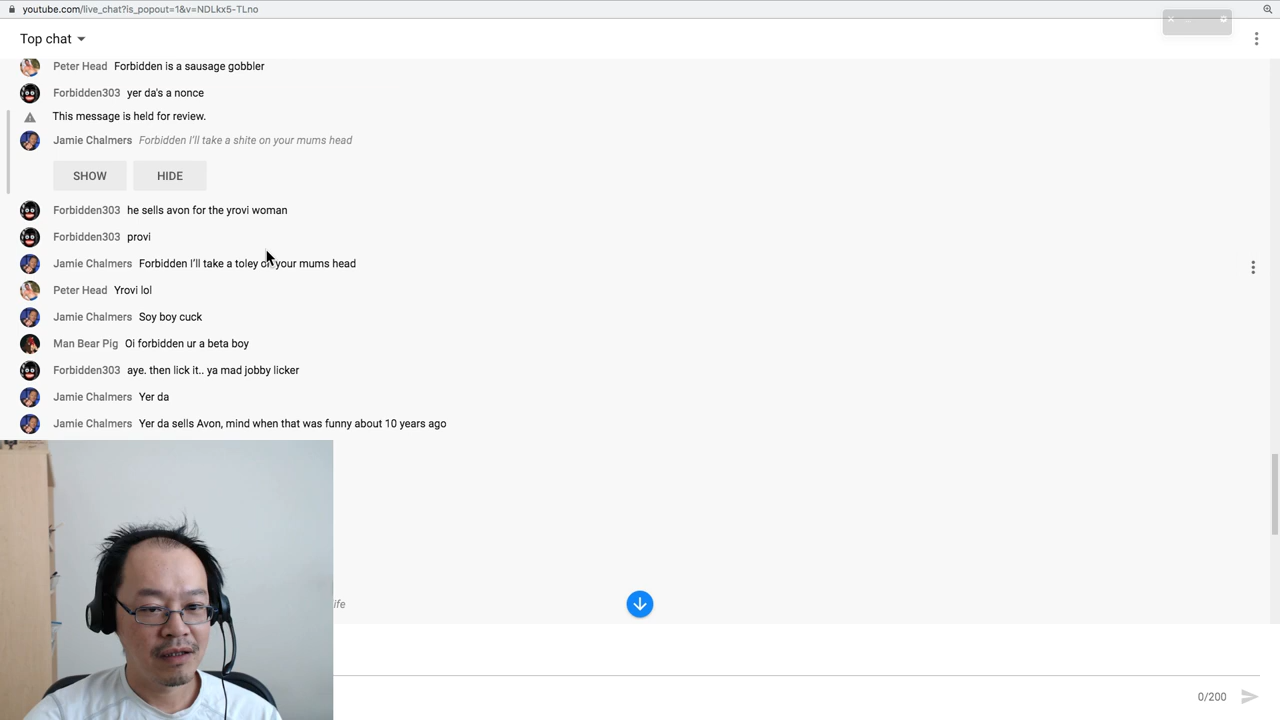 youtube.com/live_chat?is_popout=1&v=NDLkx5-TLno
Top chat
Peter Head Forbidden is a sausage gobbler
Forbidden303 yer da's a nonce
This message is held for review.
Jamie Chalmers Forbidden I'll take a shite on your mums head
SHOW HIDE
Forbidden303 he sells avon for the yrovi woman
Forbidden303 provi
Jamie Chalmers Forbidden I'll take a toley on your mums head
Peter Head Yrovi lol
Jamie Chalmers Soy boy cuck
Man Bear Pig Oi forbidden ur a beta boy
Forbidden303 aye. then lick it.. ya mad jobby licker
Jamie Chalmers Yer da
Jamie Chalmers Yer da sells Avon, mind when that was funny about 10 years ago
ife
0/200